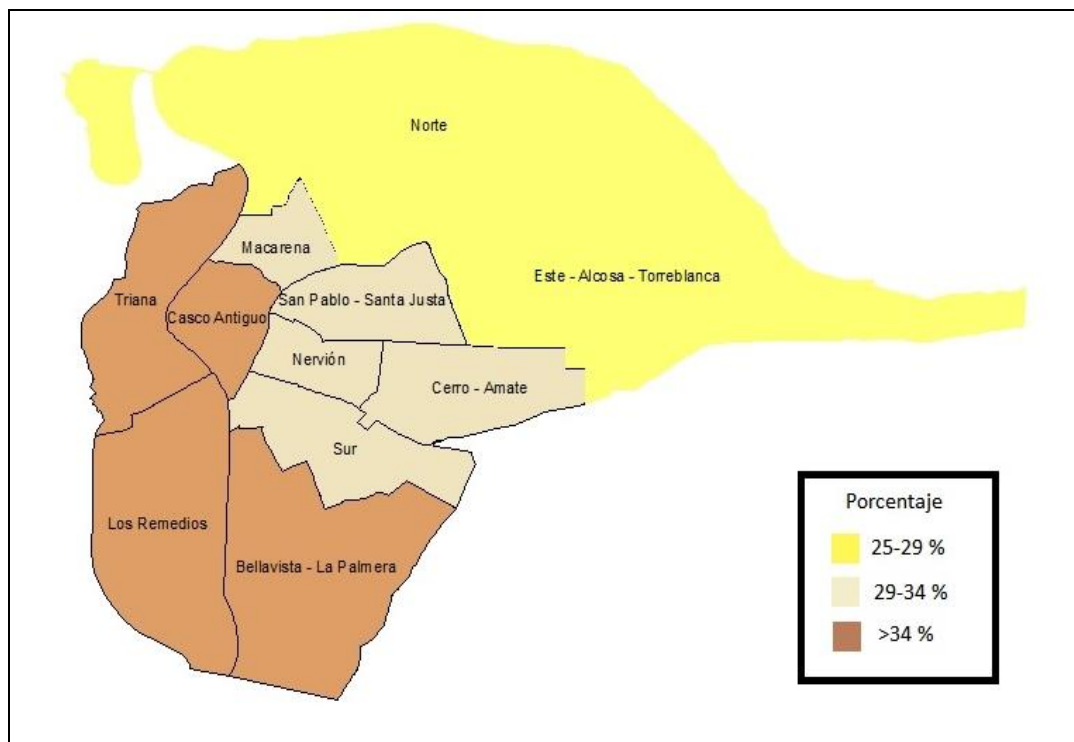 Norte
Macarena
Este - Alcosa - Torreblanca
Triana
San Pablo - Santa Justa
Casco Antiguo
Nervión
Cerro - Amate
Sur
Los Remedios
Bellavista - La Palmera
Porcentaje
25-29 %
29-34 %
>34 %